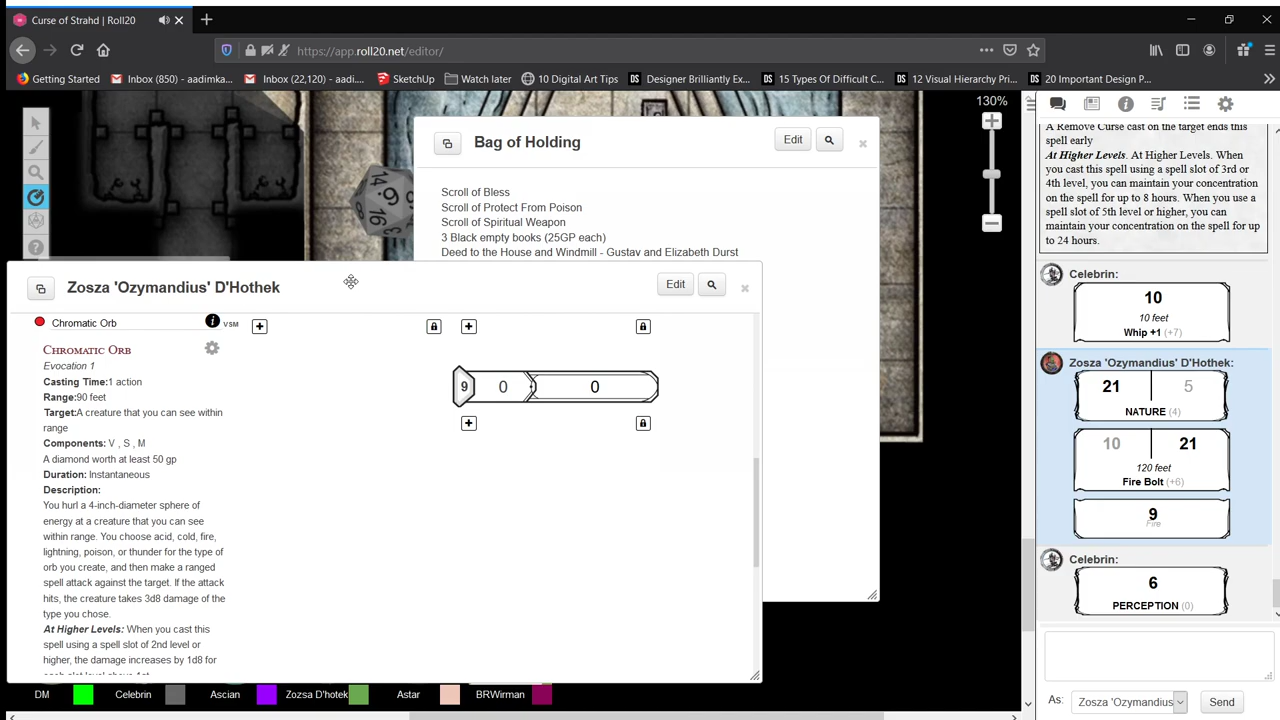 Curse of Strahd | Roll20
https://app.roll20.net/editor/
Getting Started
Inbox (850) - aadimka...
Inbox (22,120) - aadi...
SketchUp
Watch later
10 Digital Art Tips
DS Designer Brilliantly Ex...
DS 15 Types Of Difficult C...
DS 12 Visual Hierarchy Pri...
DS 20 Important Design P...
130%
Bag of Holding
Edit
Scroll of Bless
Scroll of Protect From Poison
Scroll of Spiritual Weapon
3 Black empty books (25GP each)
Deed to the House and Windmill - Gustav and Elizabeth Durst
14
9
16
Zosza 'Ozymandius' D'Hothek
Edit
Chromatic Orb
VSM
CHROMATIC ORB
Evocation 1
Casting Time:1 action
Range:90 feet
Target:A creature that you can see within
range
Components: V , S , M
A diamond worth at least 50 gp
Duration: Instantaneous
Description:
You hurl a 4-inch-diameter sphere of
energy at a creature that you can see
within range. You choose acid, cold, fire,
lightning, poison, or thunder for the type of
orb you create, and then make a ranged
spell attack against the target. If the attack
hits, the creature takes 3d8 damage of the
type you chose.
At Higher Levels: When you cast this
spell using a spell slot of 2nd level or
higher, the damage increases by 1d8 for
each slot level above 1st.
9
0
0
DM
Celebrin
Ascian
Zozsa D'hotek
Astar
BRWirman
A Remove Curse cast on the target ends this
spell early
At Higher Levels. At Higher Levels. When
you cast this spell using a spell slot of 3rd or
4th level, you can maintain your concentration
on the spell for up to 8 hours. When you use a
spell slot of 5th level or higher, you can
maintain your concentration on the spell for up
to 24 hours.
Celebrin:
10
10 feet
Whip +1 (+7)
Zosza 'Ozymandius' D'Hothek:
21
5
NATURE (4)
10
21
120 feet
Fire Bolt (+6)
9
Fire
Celebrin:
6
PERCEPTION (0)
As:
Zosza 'Ozymandius
Send